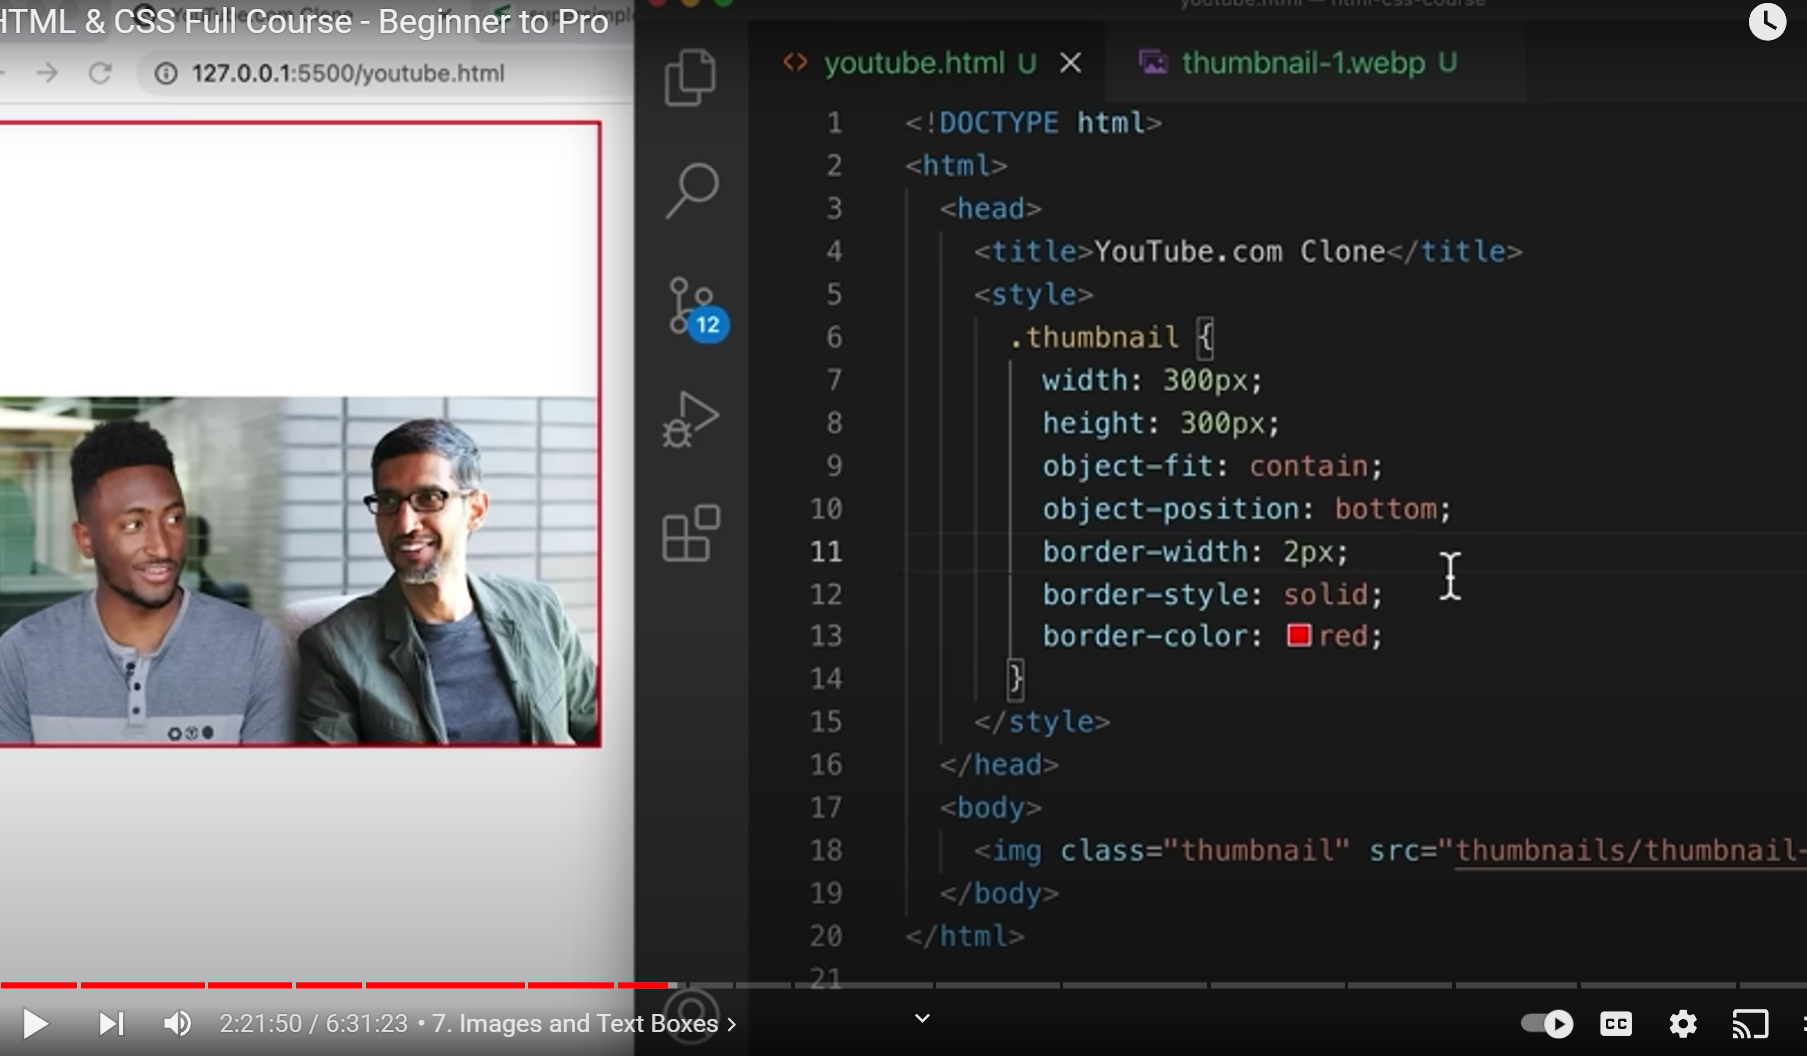 HTML & CSS Full Course - Beginner to Pro
127.0.0.1:5500/youtube.html
youtube.html U
thumbnail-1.webp U
1 <!DOCTYPE html>
2 <html>
3 <head>
4 <title>YouTube.com Clone</title>
5 <style>
6 .thumbnail {
7 width: 300px;
8 height: 300px;
9 object-fit: contain;
10 object-position: bottom;
11 border-width: 2px;
12 border-style: solid;
13 border-color: red;
14 }
15 </style>
16 </head>
17 <body>
18 <img class="thumbnail" src="thumbnails/thumbnail-
19 </body>
20 </html>
21
12
2:21:50 / 6:31:23 • 7. Images and Text Boxes >
CC